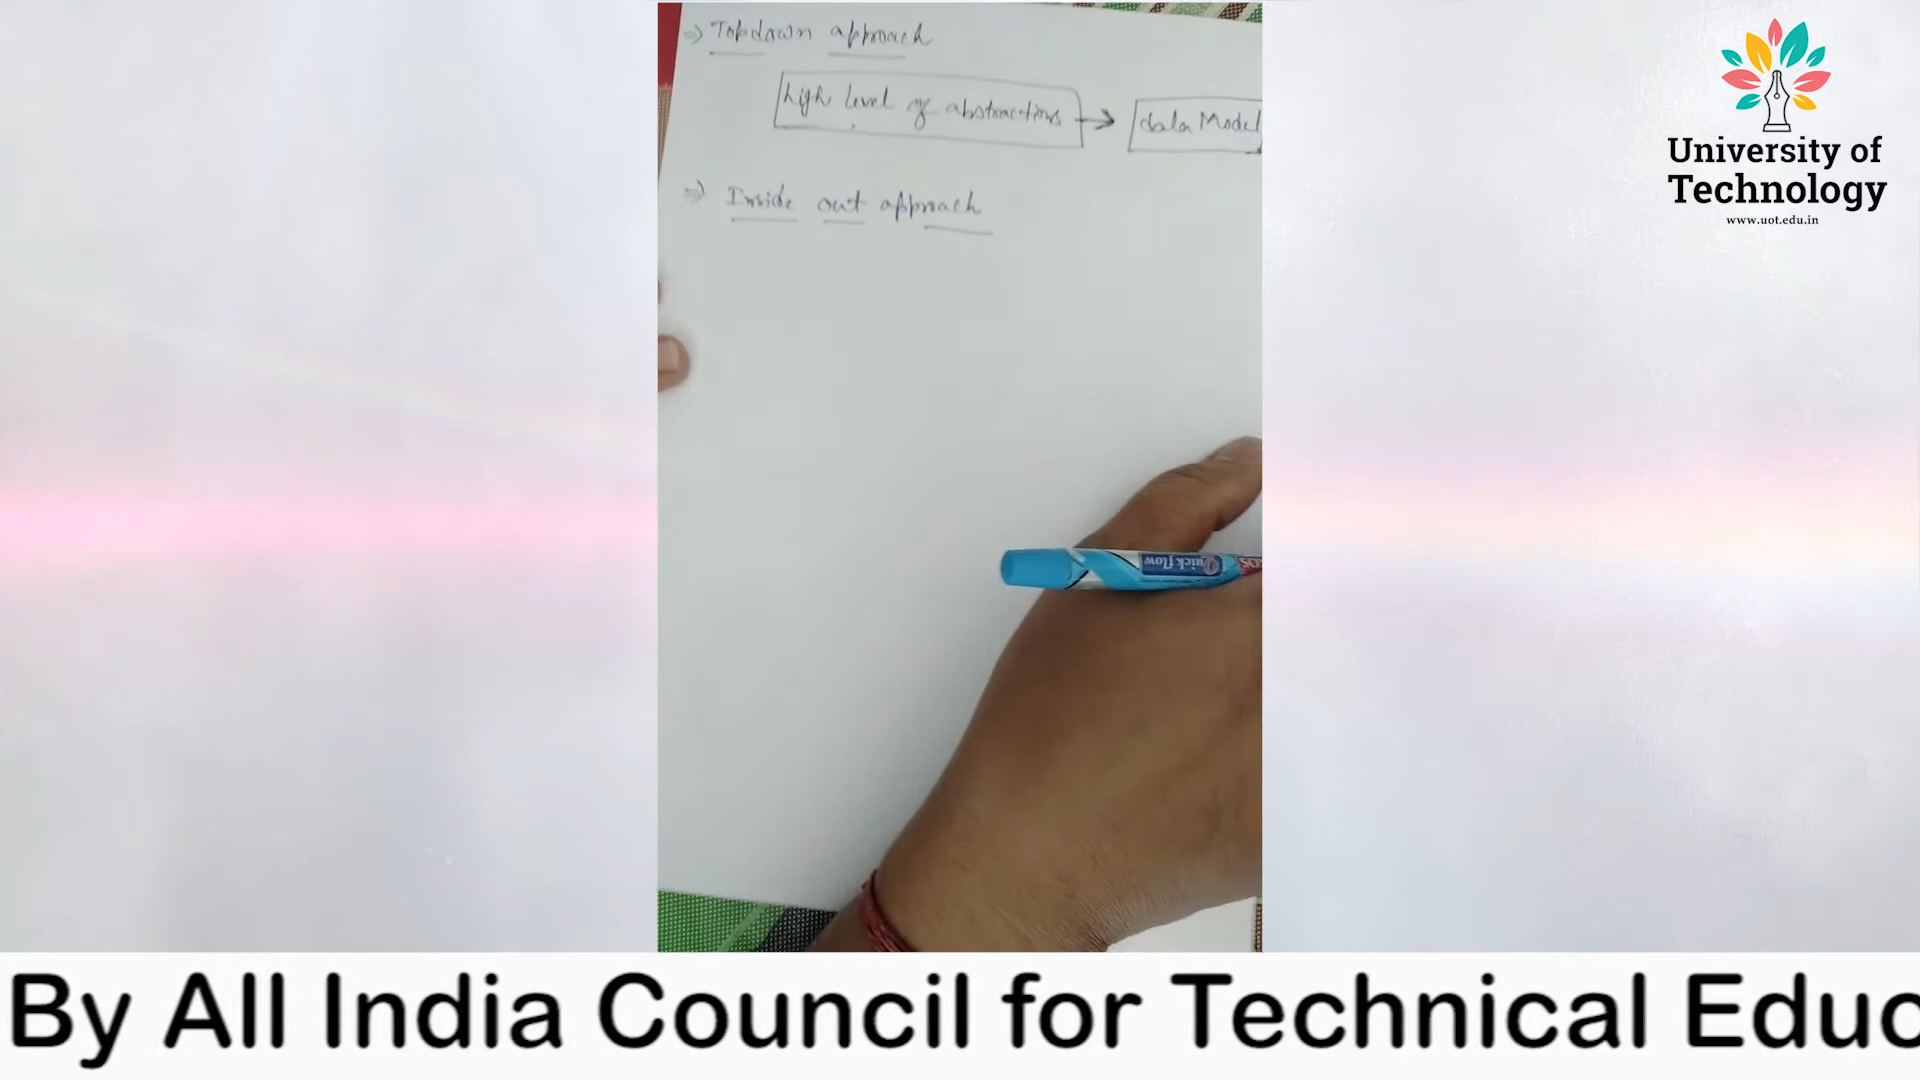 ⇒ Topdown approach
high level of abstractions → data Model
⇒ Inside out approach
University of
Technology
www.uot.edu.in
Quick flow
By All India Council for Technical Educ